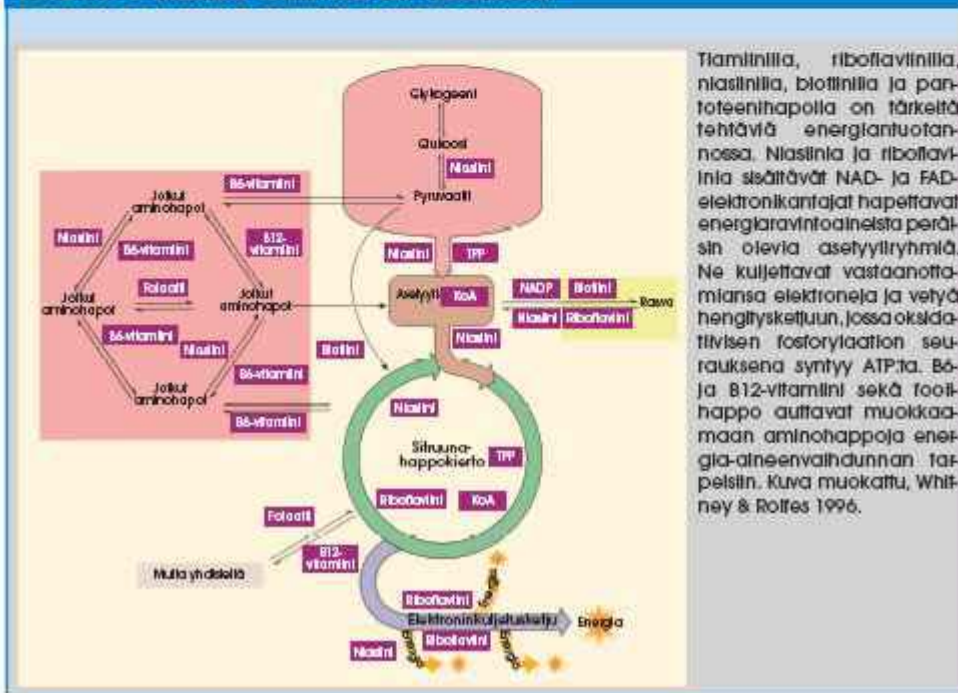 Glykogeeni
Glukoosi
Niasiini
Pyruvaatti
B6-vitamiini
Jotkut
aminohapot
Niasiini
B6-vitamiini
B12-
vitamiini
Folaatti
Jotkut
aminohapot
Jotkut
aminohapot
B6-vitamiini
Niasiini
B6-vitamiini
Jotkut
aminohapot
B6-vitamiini
Biotiini
Niasiini
TPP
Asetyyli-
KoA
NADP
Biotiini
Niasiini
Riboflaviini
Rasva
Niasiini
Niasiini
Sitruuna-
happokierto
TPP
Riboflaviini
KoA
Folaatti
B12-
vitamiini
Muita yhdisteitä
Riboflaviini
Energia
Elektroninkuljetusketju
Energia
Riboflaviini
Niasiini
Energia
Energia
Tiamiinilla, riboflaviinilla,
niasiinilla, biotiinilla ja pan-
toteenihapolla on tärkeitä
tehtäviä energiantuotan-
nossa. Niasiinia ja riboflavi-
inia sisältävät NAD- ja FAD-
elektronikantajat hapettavat
energiaravintoaineista peräi-
sin olevia asetyyliryhmiä.
Ne kuljettavat vastaanotta-
miansa elektroneja ja vetyä
hengitysketjuun, jossa oksida-
tiivisen fosforylaation seu-
rauksena syntyy ATP:ta. B6-
ja B12-vitamiini sekä fooli-
happo auttavat muokkaa-
maan aminohappoja ener-
gia-aineenvaihdunnan tar-
peisiin. Kuva muokattu, Whit-
ney & Rolfes 1996.